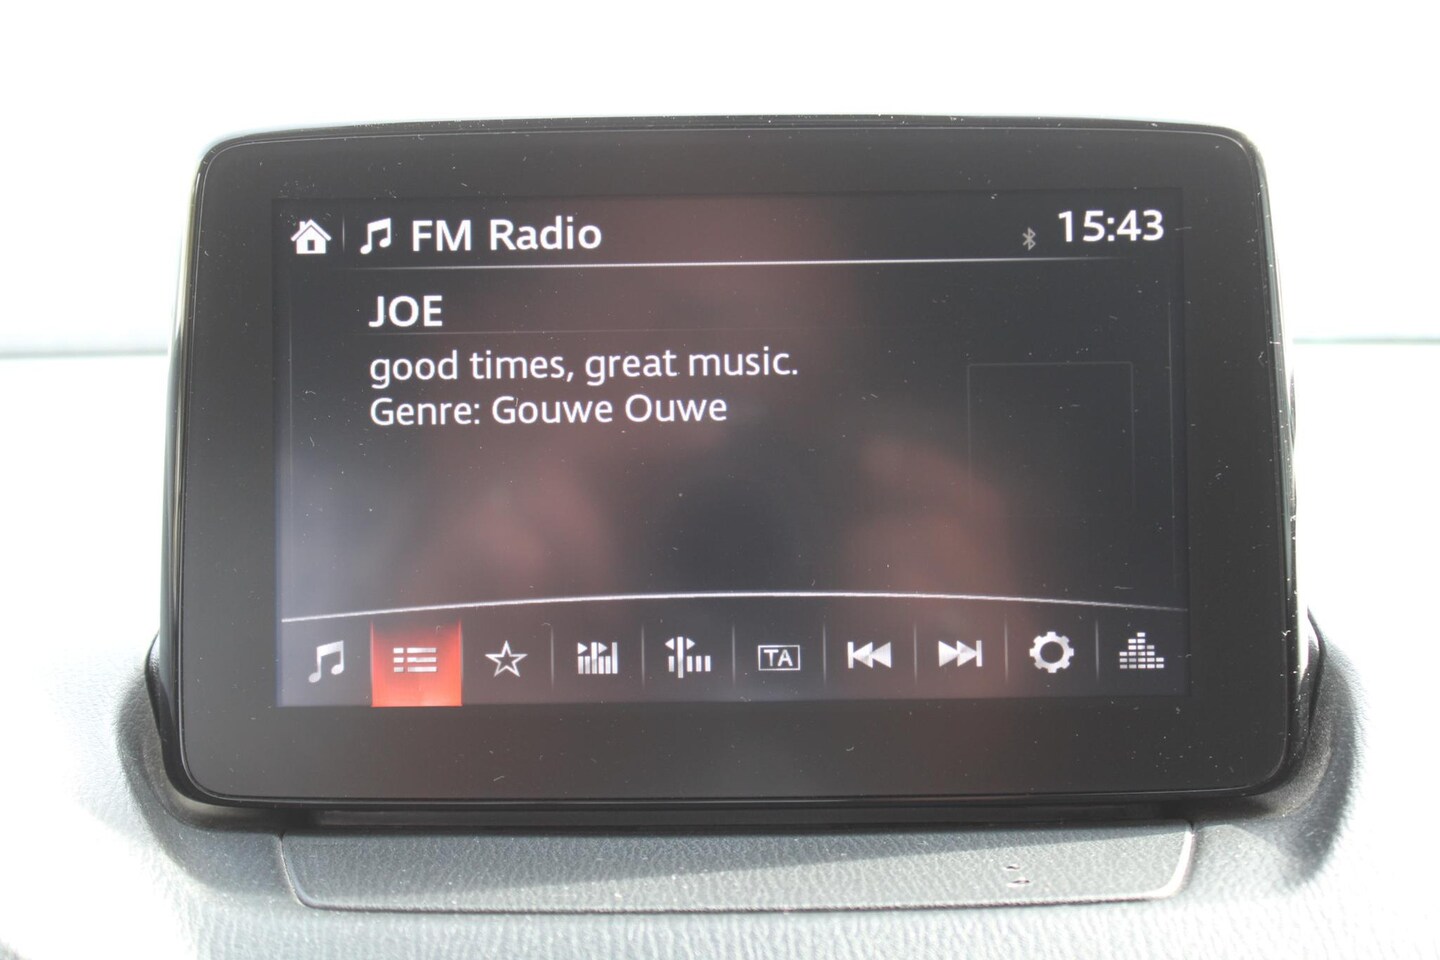 FM Radio
15:43
JOE
good times, great music.
Genre: Gouwe Ouwe
TA